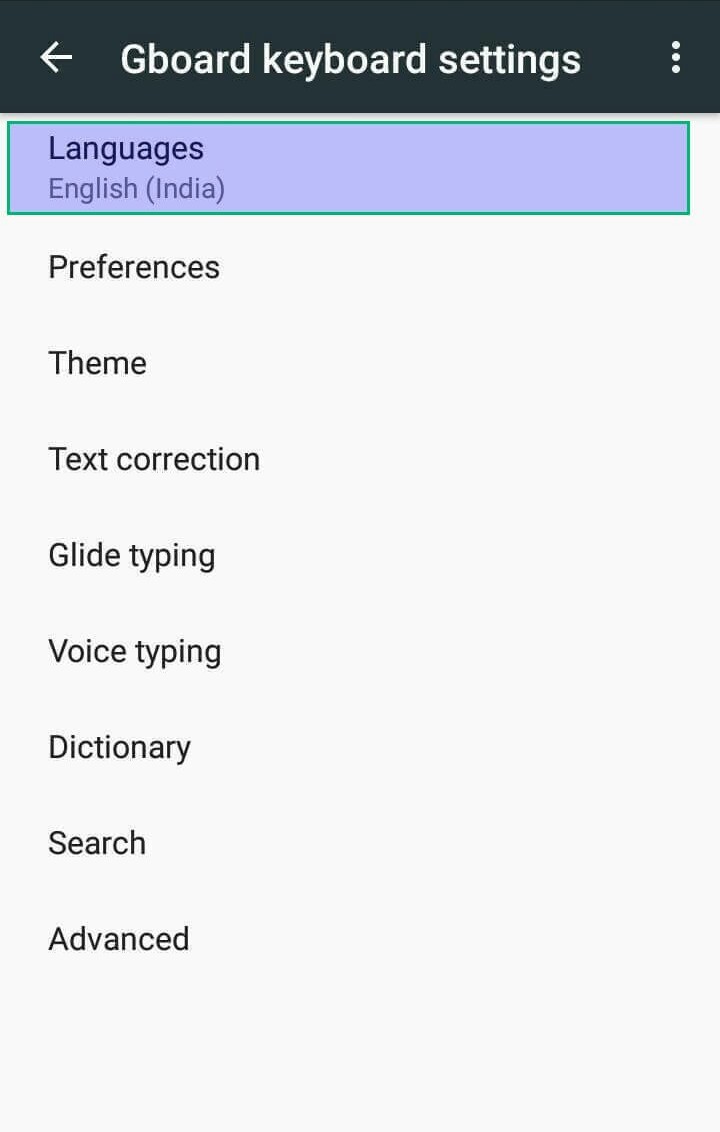 Gboard keyboard settings
Languages
English (India)
Preferences
Theme
Text correction
Glide typing
Voice typing
Dictionary
Search
Advanced